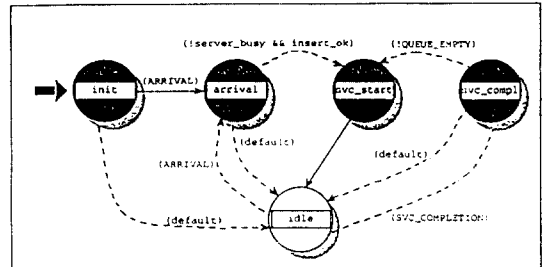 (!server_busy && insert_ok)
(!QUEUE_EMPTY)
(ARRIVAL)
init
arrival
svc_start
svc_compl
(default)
(default)
(ARRIVAL)
(default)
idle
(SVC_COMPLETION)